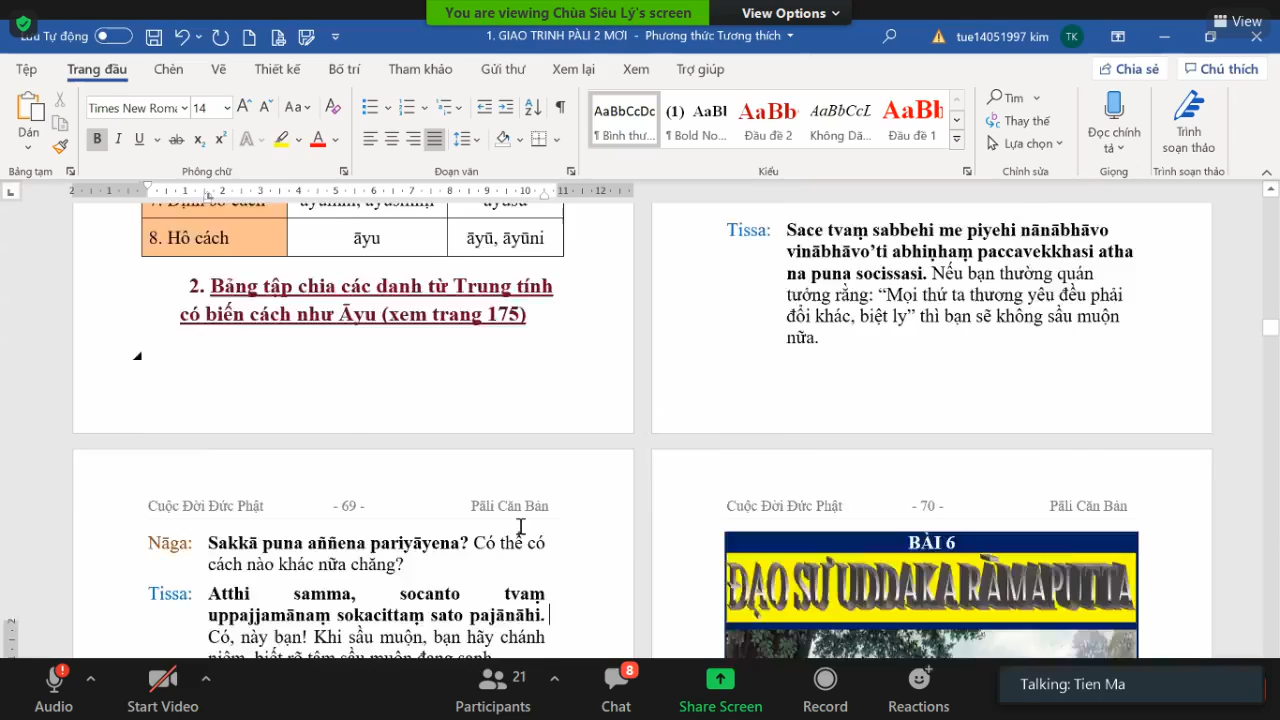 You are viewing Chùa Siêu Lý's screen
View Options
View
Lưu Tự động
1. GIAO TRINH PÀLI 2 MƠI - Phương thức Tương thích
tue14051997 kim
TK
Tệp
Trang đầu
Chèn
Vẽ
Thiết kế
Bố trí
Tham khảo
Gửi thư
Xem lại
Xem
Trợ giúp
Chia sẻ
Chú thích
Times New Roma
14
Dán
AaBbCcDc
¶ Bình thư...
(1) AaBl
¶ Bold No...
AaBb
Đầu đề 2
AaBbCcL
Không Dã...
AaBb
Đầu đề 1
Tìm
Thay thế
Lựa chọn
Đọc chính tả
Trình soạn thảo
Bảng tạm
Phông chữ
Đoạn văn
Kiểu
Chỉnh sửa
Giọng
Trình soạn thảo
8. Hô cách
āyu
āyū, āyūni
2. Bảng tập chia các danh từ Trung tính
có biến cách như Āyu (xem trang 175)
Tissa: Sace tvaṃ sabbehi me piyehi nānābhāvo
vinābhāvo’ti abhiṇhaṃ paccavekkhasi atha
na puna socissasi. Nếu bạn thường quán
tưởng rằng: “Mọi thứ ta thương yêu đều phải
đổi khác, biệt ly” thì bạn sẽ không sầu muộn
nữa.
Cuộc Đời Đức Phật - 69 - Pāli Căn Bản
Nāga: Sakkā puna aññena pariyāyena? Có thể có
cách nào khác nữa chăng?
Tissa: Atthi samma, socanto tvaṃ
uppajjamānaṃ sokacittaṃ sato pajānāhi.
Có, này bạn! Khi sầu muộn, bạn hãy chánh
niệm, biết rõ tâm sầu muộn đang sanh
Cuộc Đời Đức Phật - 70 - Pāli Căn Bản
BÀI 6
ĐẠO SƯ UDDAKA RĀMAPUTTA
Talking: Tien Ma
Audio
Start Video
21
Participants
8
Chat
Share Screen
Record
Reactions